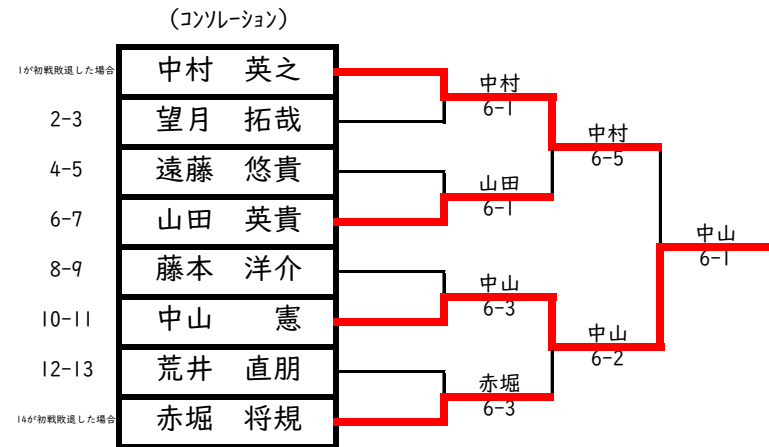 (コンソレーション)
1が初戦敗退した場合 中村 英之
2-3 望月 拓哉
4-5 遠藤 悠貴
6-7 山田 英貴
8-9 藤本 洋介
10-11 中山 憲
12-13 荒井 直朋
14が初戦敗退した場合 赤堀 将規
中村
6-1
山田
6-1
中山
6-3
赤堀
6-3
中村
6-5
中山
6-2
中山
6-1